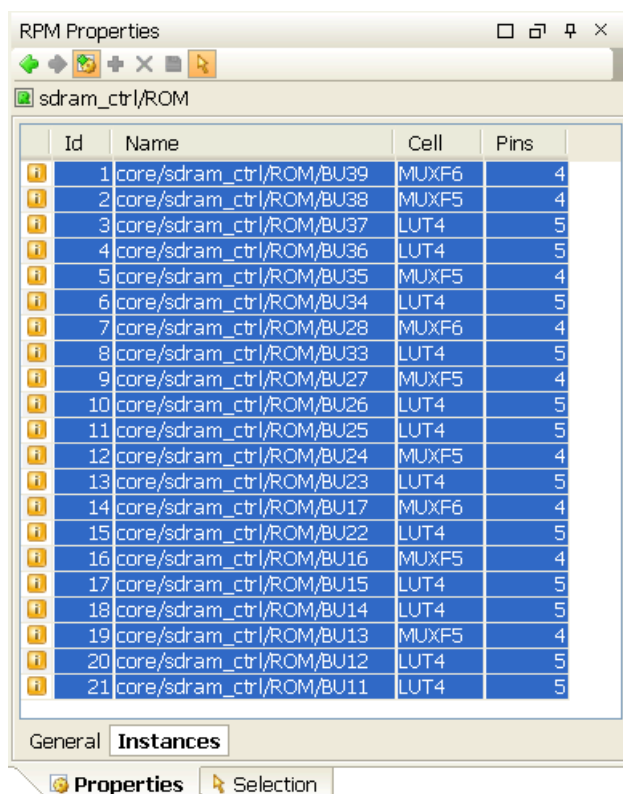 RPM Properties
sdram_ctrl/ROM
Id Name Cell Pins
1 core/sdram_ctrl/ROM/BU39 MUXF6 4
2 core/sdram_ctrl/ROM/BU38 MUXF5 4
3 core/sdram_ctrl/ROM/BU37 LUT4 5
4 core/sdram_ctrl/ROM/BU36 LUT4 5
5 core/sdram_ctrl/ROM/BU35 MUXF5 4
6 core/sdram_ctrl/ROM/BU34 LUT4 5
7 core/sdram_ctrl/ROM/BU28 MUXF6 4
8 core/sdram_ctrl/ROM/BU33 LUT4 5
9 core/sdram_ctrl/ROM/BU27 MUXF5 4
10 core/sdram_ctrl/ROM/BU26 LUT4 5
11 core/sdram_ctrl/ROM/BU25 LUT4 5
12 core/sdram_ctrl/ROM/BU24 MUXF5 4
13 core/sdram_ctrl/ROM/BU23 LUT4 5
14 core/sdram_ctrl/ROM/BU17 MUXF6 4
15 core/sdram_ctrl/ROM/BU22 LUT4 5
16 core/sdram_ctrl/ROM/BU16 MUXF5 4
17 core/sdram_ctrl/ROM/BU15 LUT4 5
18 core/sdram_ctrl/ROM/BU14 LUT4 5
19 core/sdram_ctrl/ROM/BU13 MUXF5 4
20 core/sdram_ctrl/ROM/BU12 LUT4 5
21 core/sdram_ctrl/ROM/BU11 LUT4 5
General Instances
Properties Selection